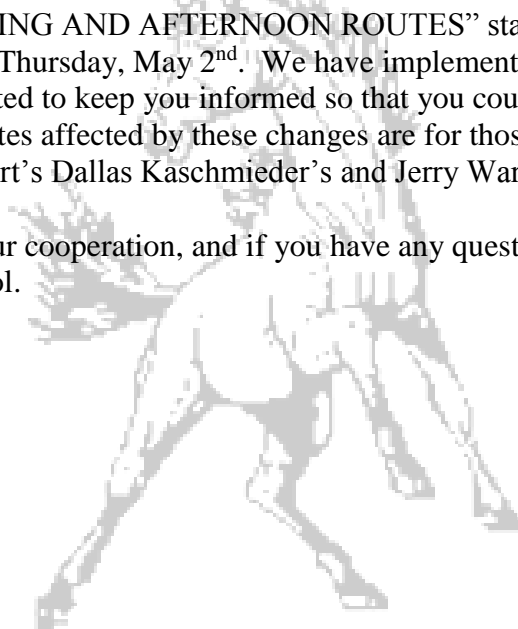 ING AND AFTERNOON ROUTES” sta
Thursday, May 2nd. We have implement
ted to keep you informed so that you cou
tes affected by these changes are for thos
rt’s Dallas Kaschmieder’s and Jerry War
ur cooperation, and if you have any quest
ol.